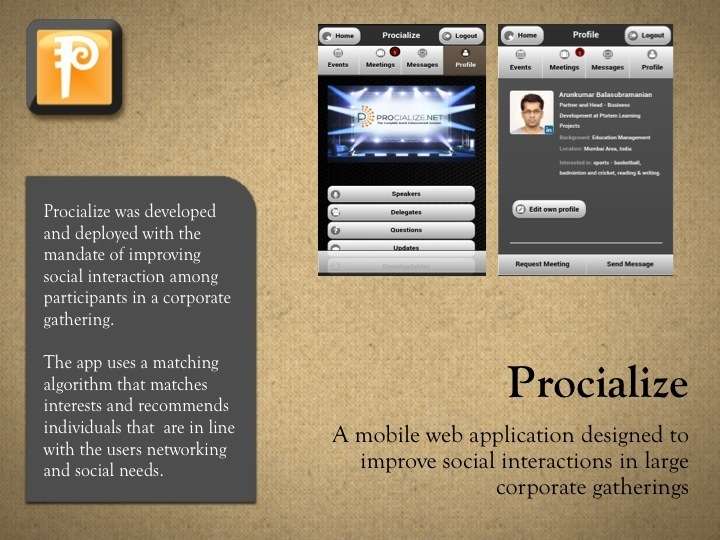 Home
Procialize
Logout
Events
Meetings
Messages
Profile
PROCIALIZE.NET
Speakers
Delegates
Questions
Updates
Home
Profile
Logout
Events
Meetings
Messages
Profile
Arunkumar Balasubramanian
Partner and Head - Business
Development at Ptotem Learning
Projects
Background: Education Management
Location: Mumbai Area, India
Interested in: sports - basketball,
badminton and cricket, reading & writing.
in
Edit own profile
Request Meeting
Send Message
Procialize was developed
and deployed with the
mandate of improving
social interaction among
participants in a corporate
gathering.
The app uses a matching
algorithm that matches
interests and recommends
individuals that are in line
with the users networking
and social needs.
Procialize
A mobile web application designed to
improve social interactions in large
corporate gatherings